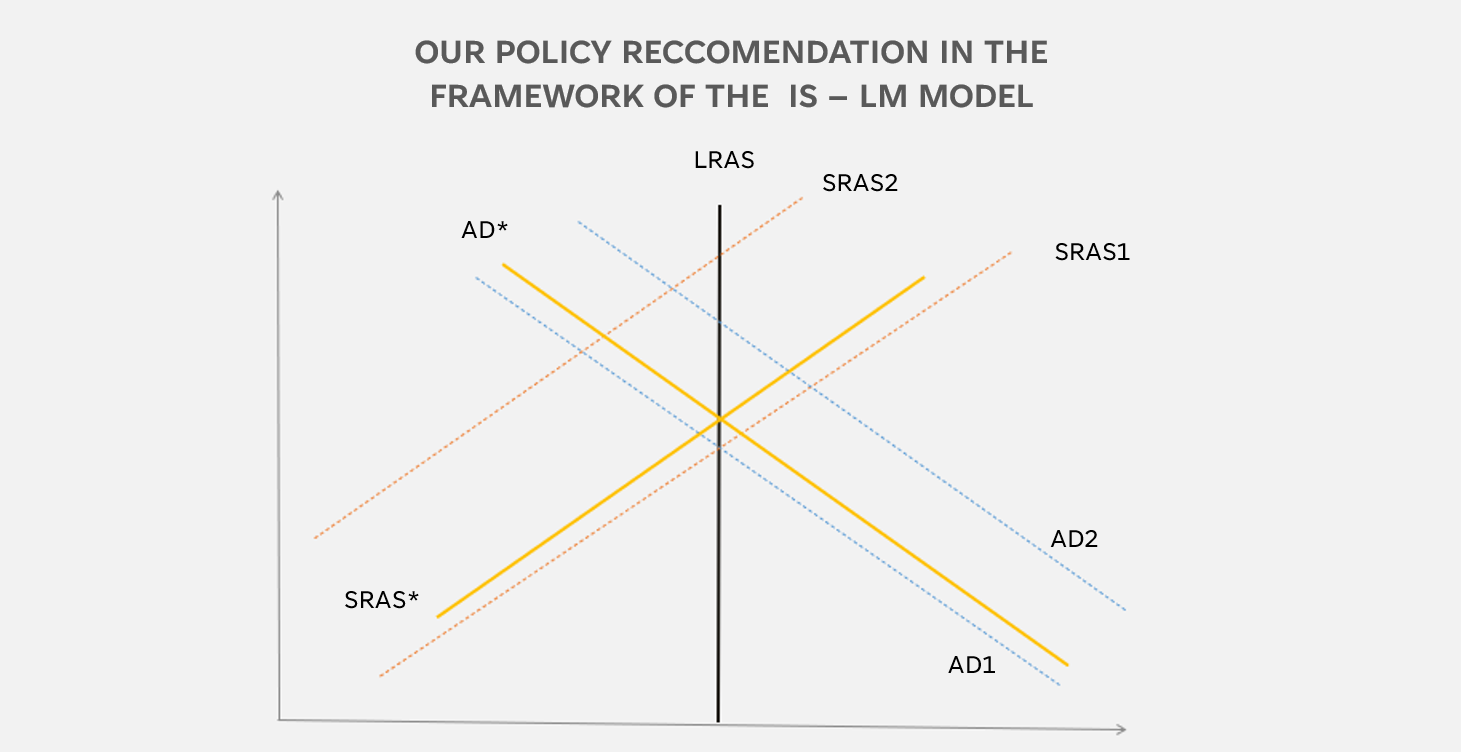 OUR POLICY RECCOMENDATION IN THE
FRAMEWORK OF THE  IS – LM MODEL
LRAS
SRAS2
AD*
SRAS1
AD2
SRAS*
AD1